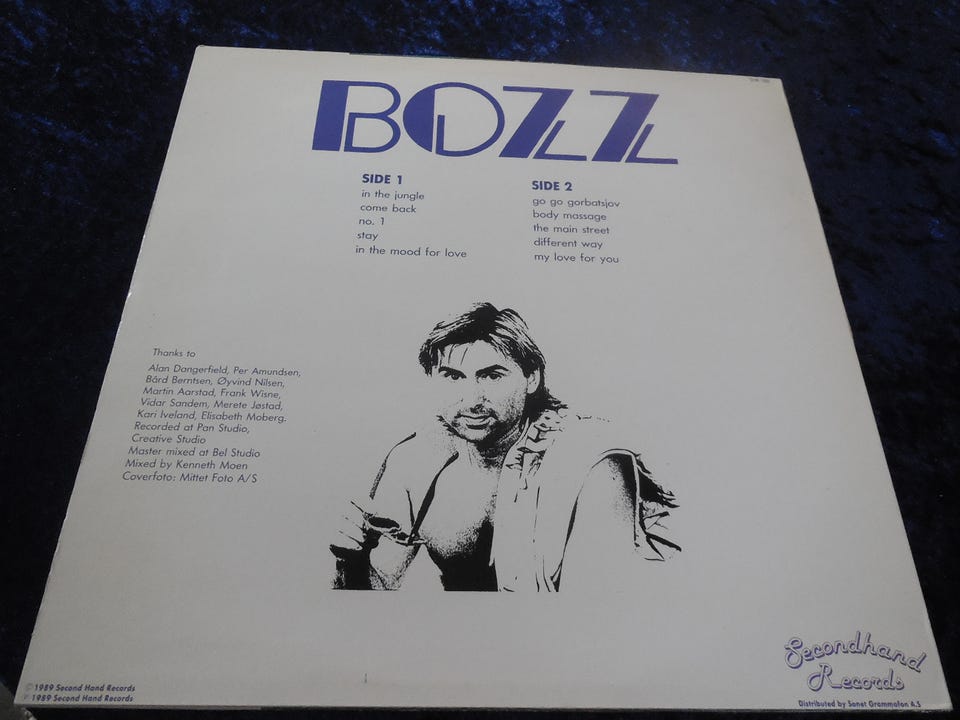 BOZZ
SIDE 1
in the jungle
come back
no. 1
stay
in the mood for love
SIDE 2
go go gorbatsjov
body massage
the main street
different way
my love for you
Thanks to
Alan Dangerfield, Per Amundsen,
Bård Berntsen, Øyvind Nilsen,
Martin Aarstad, Frank Wisne,
Vidar Sandem, Merete Jøstad,
Kari Iveland, Elisabeth Moberg.
Recorded at Pan Studio,
Creative Studio
Master mixed at Bel Studio
Mixed by Kenneth Moen
Coverfoto: Mittet Foto A/S
© 1989 Second Hand Records
℗ 1989 Second Hand Records
Secondhand
Records
Distributed by Sonet Grammofon A.S